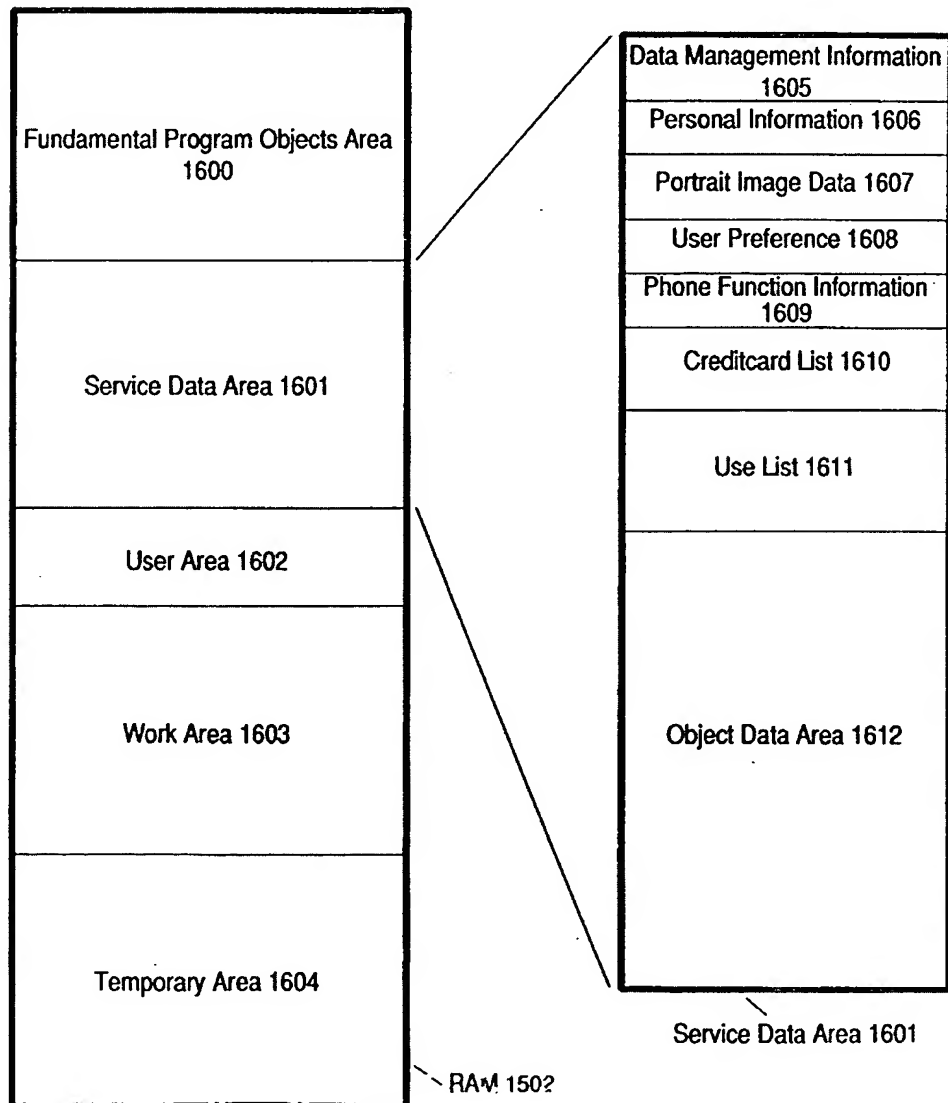 Fundamental Program Objects Area
1600
Service Data Area 1601
User Area 1602
Work Area 1603
Temporary Area 1604
RAM 1502
Data Management Information
1605
Personal Information 1606
Portrait Image Data 1607
User Preference 1608
Phone Function Information
1609
Creditcard List 1610
Use List 1611
Object Data Area 1612
Service Data Area 1601